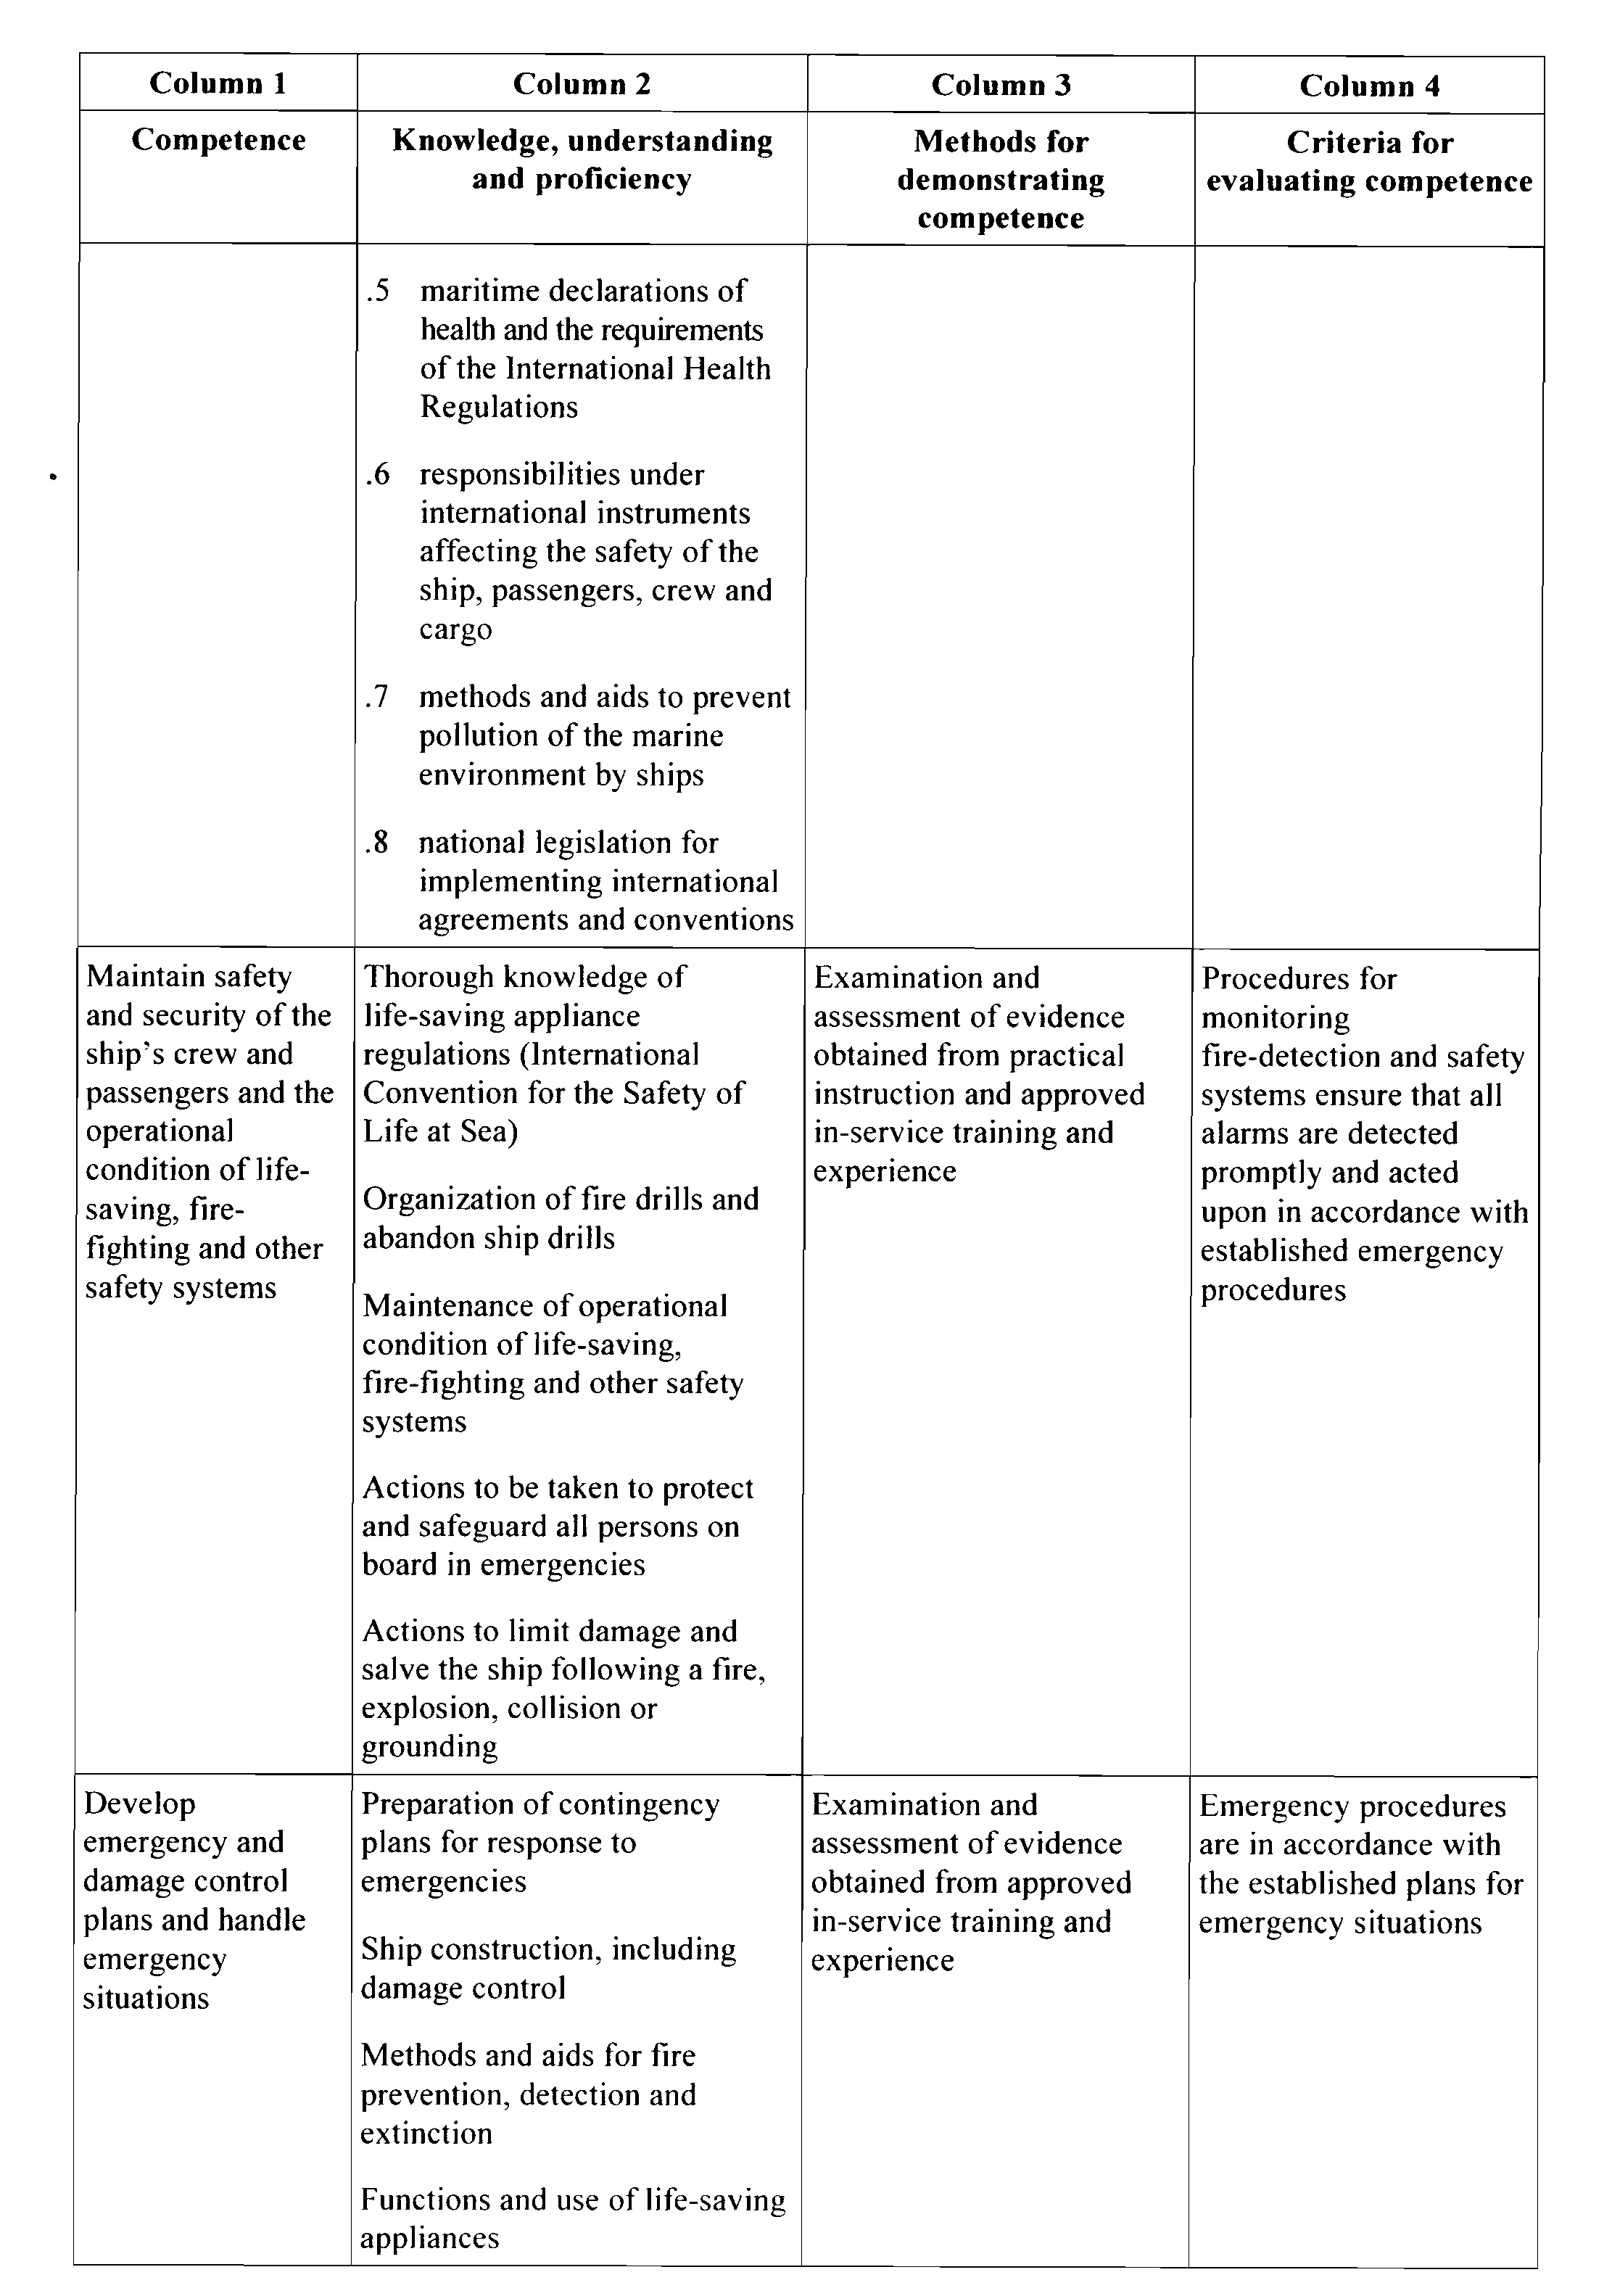 Column 1
Column 2
Column 3
Column 4
Competence
Knowledge, understanding
and proficiency
Methods for
demonstrating
competence
Criteria for
evaluating competence
.5 maritime declarations of
health and the requirements
of the International Health
Regulations
.6 responsibilities under
international instruments
affecting the safety of the
ship, passengers, crew and
cargo
.7 methods and aids to prevent
pollution of the marine
environment by ships
.8 national legislation for
implementing international
agreements and conventions
Maintain safety
and security of the
ship's crew and
passengers and the
operational
condition of life-
saving, fire-
fighting and other
safety systems
Thorough knowledge of
life-saving appliance
regulations (International
Convention for the Safety of
Life at Sea)
Organization of fire drills and
abandon ship drills
Maintenance of operational
condition of life-saving,
fire-fighting and other safety
systems
Actions to be taken to protect
and safeguard all persons on
board in emergencies
Actions to limit damage and
salve the ship following a fire,
explosion, collision or
grounding
Examination and
assessment of evidence
obtained from practical
instruction and approved
in-service training and
experience
Procedures for
monitoring
fire-detection and safety
systems ensure that all
alarms are detected
promptly and acted
upon in accordance with
established emergency
procedures
Develop
emergency and
damage control
plans and handle
emergency
situations
Preparation of contingency
plans for response to
emergencies
Ship construction, including
damage control
Methods and aids for fire
prevention, detection and
extinction
Functions and use of life-saving
appliances
Examination and
assessment of evidence
obtained from approved
in-service training and
experience
Emergency procedures
are in accordance with
the established plans for
emergency situations